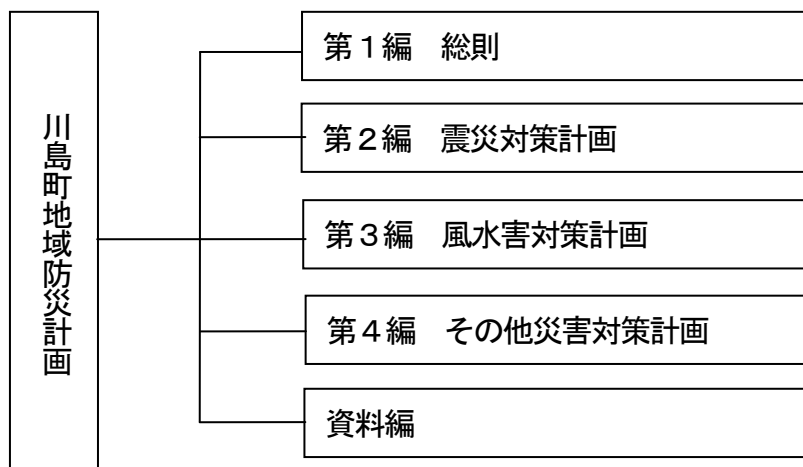 川島町地域防災計画
第１編　総則
第２編　震災対策計画
第３編　風水害対策計画
第４編　その他災害対策計画
資料編